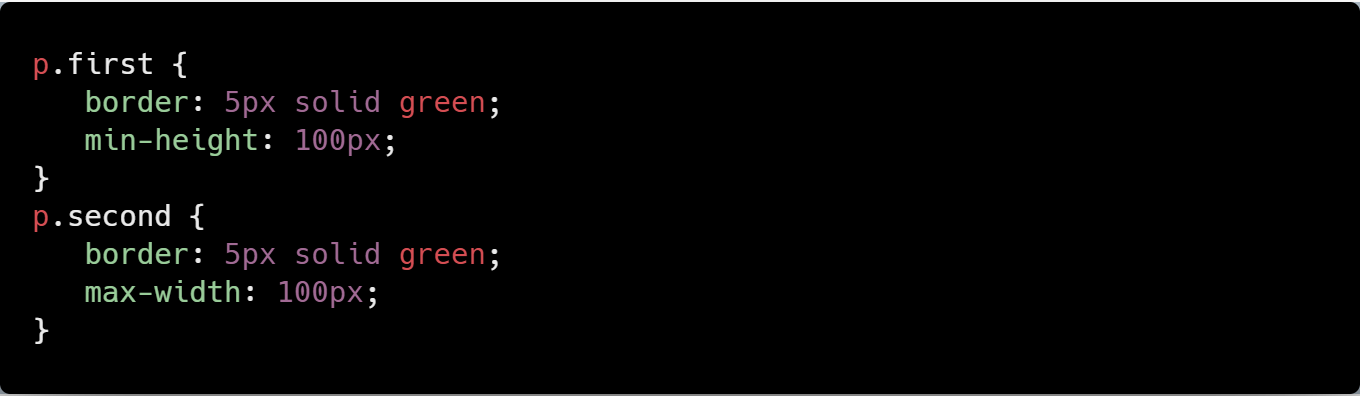 p.first {
   border: 5px solid green;
   min-height: 100px;
}
p.second {
   border: 5px solid green;
   max-width: 100px;
}